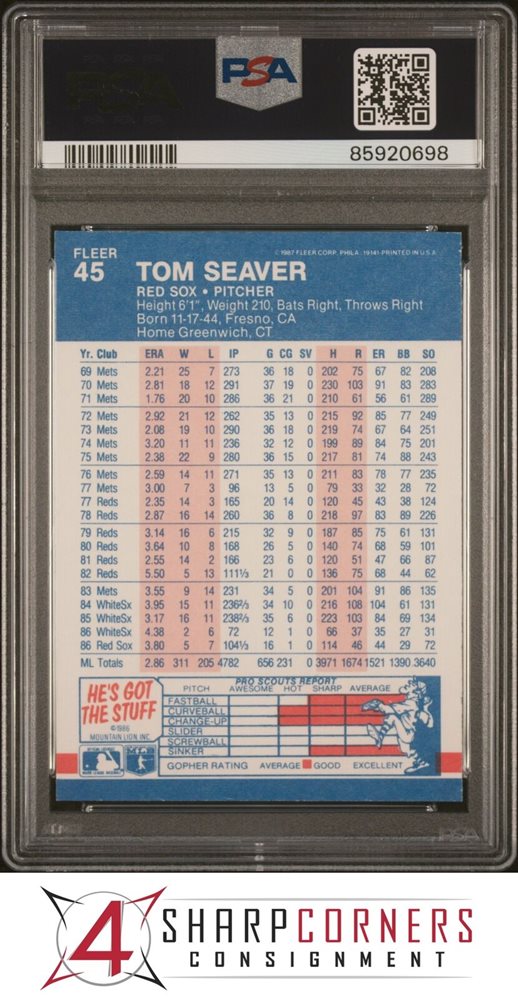 PSA
85920698
FLEER
45
©1987 FLEER CORP. PHILA. 19141-PRINTED IN U.S.A.
TOM SEAVER
RED SOX • PITCHER
Height 6'1", Weight 210, Bats Right, Throws Right
Born 11-17-44, Fresno, CA
Home Greenwich, CT
Yr. Club ERA W L IP G CG SV H R ER BB SO
69 Mets 2.21 25 7 273 36 18 0 202 75 67 82 208
70 Mets 2.81 18 12 291 37 19 0 230 103 91 83 283
71 Mets 1.76 20 10 286 36 21 0 210 61 56 61 289
72 Mets 2.92 21 12 262 35 13 0 215 92 85 77 249
73 Mets 2.08 19 10 290 36 18 0 219 74 67 64 251
74 Mets 3.20 11 11 236 32 12 0 199 89 84 75 201
75 Mets 2.38 22 9 280 36 15 0 217 81 74 88 243
76 Mets 2.59 14 11 271 35 13 0 211 83 78 77 235
77 Mets 3.00 7 3 96 13 5 0 79 33 32 28 72
77 Reds 2.35 14 3 165 20 14 0 120 45 43 38 124
78 Reds 2.87 16 14 260 36 8 0 218 97 83 89 226
79 Reds 3.14 16 6 215 32 9 0 187 85 75 61 131
80 Reds 3.64 10 8 168 26 5 0 140 74 68 59 101
81 Reds 2.55 14 2 166 23 6 0 120 51 47 66 87
82 Reds 5.50 5 13 111⅓ 21 0 0 136 75 68 44 62
83 Mets 3.55 9 14 231 34 5 0 201 104 91 86 135
84 WhiteSx 3.95 15 11 236⅔ 34 10 0 216 108 104 61 131
85 WhiteSx 3.17 16 11 238⅔ 35 6 0 223 103 84 69 134
86 WhiteSx 4.38 2 6 72 12 1 0 66 37 35 27 31
86 Red Sox 3.80 5 7 104⅓ 16 1 0 114 46 44 29 72
ML Totals 2.86 311 205 4782 656 231 0 3971 1674 1521 1390 3640
HE'S GOT
THE STUFF
©1986
MOUNTAIN LION INC.
PRO SCOUTS REPORT
PITCH AWESOME HOT SHARP AVERAGE
FASTBALL
CURVEBALL
CHANGE-UP
SLIDER
SCREWBALL
SINKER
GOPHER RATING AVERAGE GOOD EXCELLENT
PSA
4
SHARPCORNERS
CONSIGNMENT